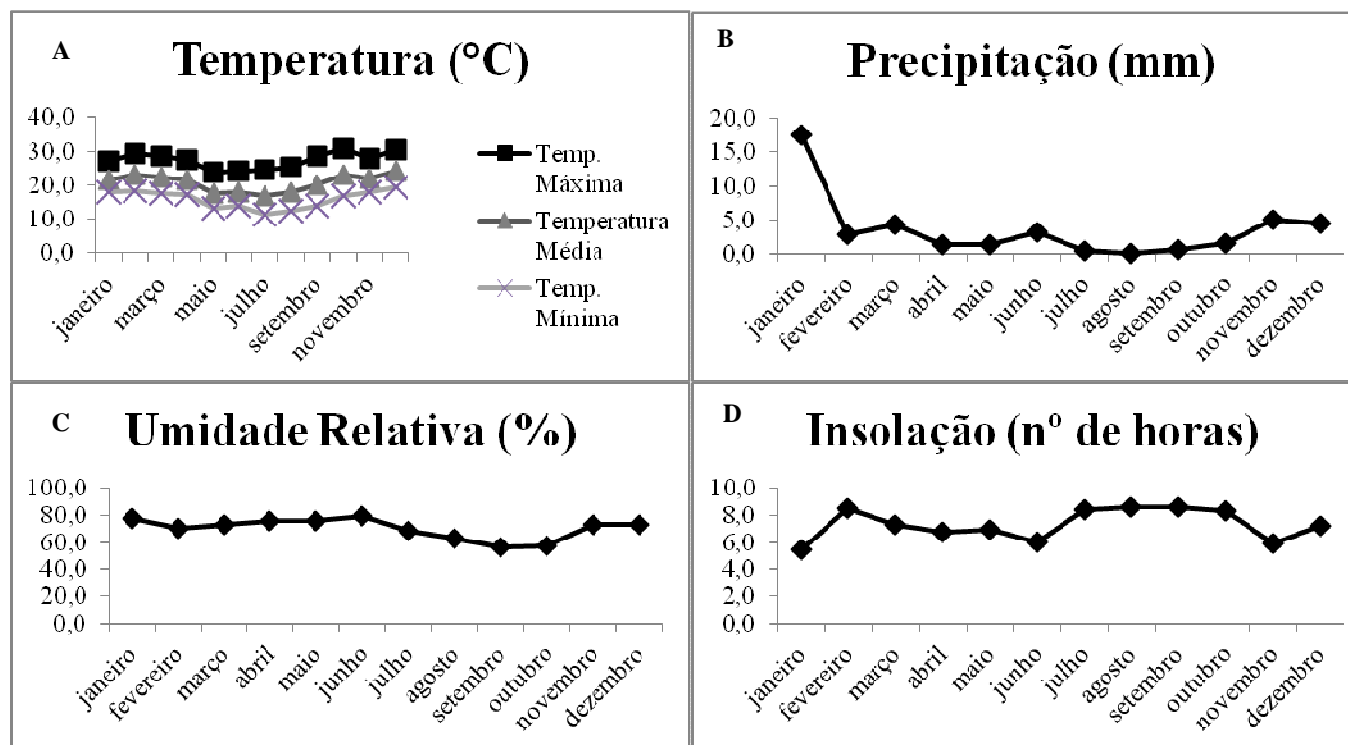 A
Temperatura (°C)
40,0
30,0
20,0
10,0
0,0
janeiro
março
maio
julho
setembro
novembro
Temp.
Máxima
Temperatura
Média
Temp.
Mínima
B
Precipitação (mm)
20,0
15,0
10,0
5,0
0,0
janeiro
fevereiro
março
abril
maio
junho
julho
agosto
setembro
outubro
novembro
dezembro
C
Umidade Relativa (%)
100,0
80,0
60,0
40,0
20,0
0,0
janeiro
fevereiro
março
abril
maio
junho
julho
agosto
setembro
outubro
novembro
dezembro
D
Insolação (nº de horas)
10,0
8,0
6,0
4,0
2,0
0,0
janeiro
fevereiro
março
abril
maio
junho
julho
agosto
setembro
outubro
novembro
dezembro